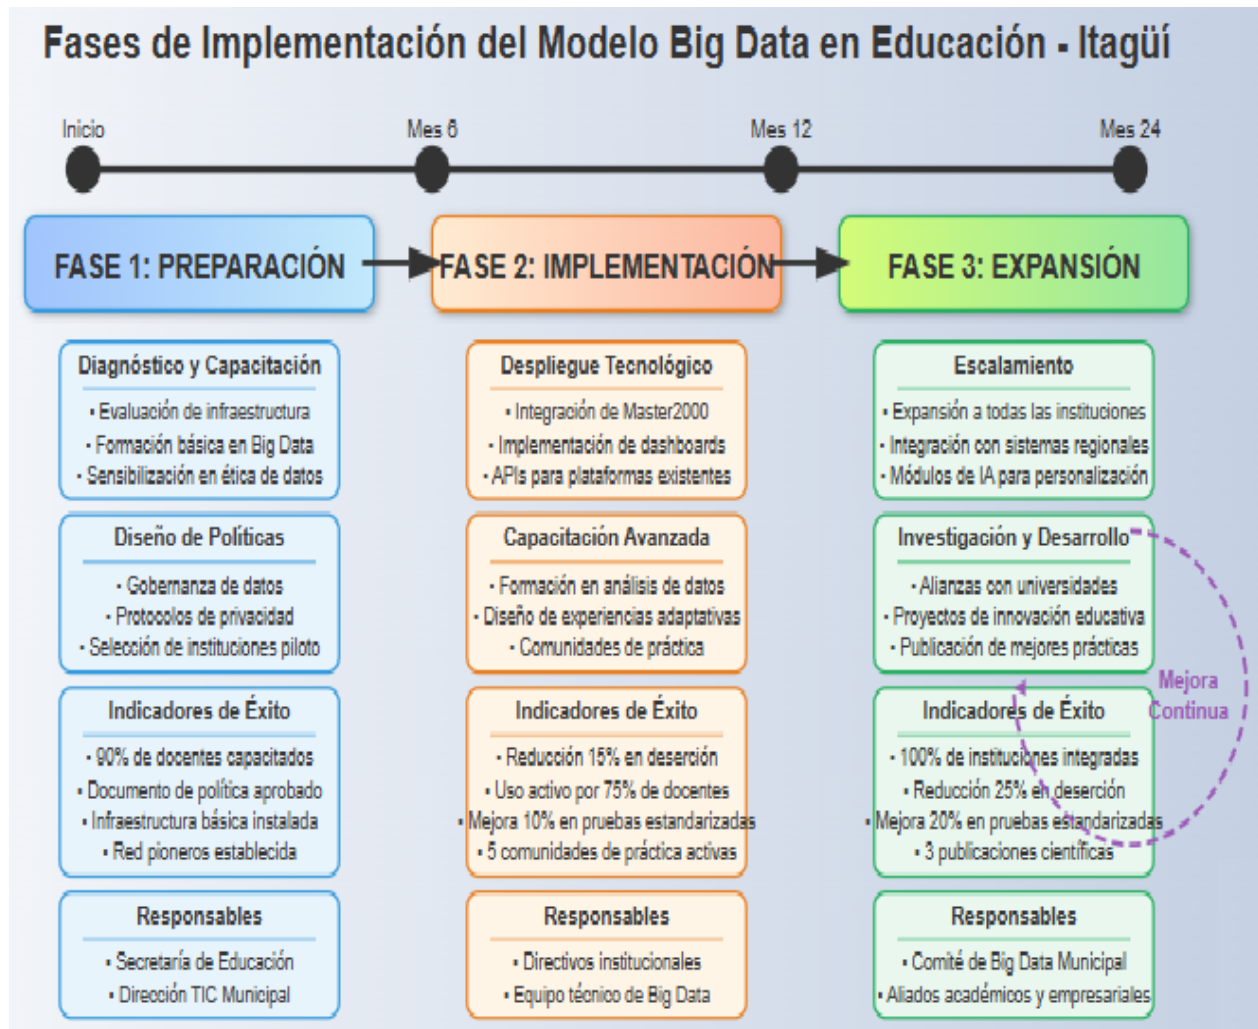 Fases de Implementación del Modelo Big Data en Educación - Itagüí
Inicio
Mes 6
Mes 12
Mes 24
FASE 1: PREPARACIÓN
FASE 2: IMPLEMENTACIÓN
FASE 3: EXPANSIÓN
Diagnóstico y Capacitación
▪ Evaluación de infraestructura
▪ Formación básica en Big Data
▪ Sensibilización en ética de datos
Diseño de Políticas
▪ Gobernanza de datos
▪ Protocolos de privacidad
▪ Selección de instituciones piloto
Indicadores de Éxito
▪ 90% de docentes capacitados
▪ Documento de política aprobado
▪ Infraestructura básica instalada
▪ Red pioneros establecida
Responsables
▪ Secretaría de Educación
▪ Dirección TIC Municipal
Despliegue Tecnológico
▪ Integración de Master2000
▪ Implementación de dashboards
▪ APIs para plataformas existentes
Capacitación Avanzada
▪ Formación en análisis de datos
▪ Diseño de experiencias adaptativas
▪ Comunidades de práctica
Indicadores de Éxito
▪ Reducción 15% en deserción
▪ Uso activo por 75% de docentes
▪ Mejora 10% en pruebas estandarizadas
▪ 5 comunidades de práctica activas
Responsables
▪ Directivos institucionales
▪ Equipo técnico de Big Data
Escalamiento
▪ Expansión a todas las instituciones
▪ Integración con sistemas regionales
▪ Módulos de IA para personalización
Investigación y Desarrollo
▪ Alianzas con universidades
▪ Proyectos de innovación educativa
▪ Publicación de mejores prácticas
Indicadores de Éxito
▪ 100% de instituciones integradas
▪ Reducción 25% en deserción
▪ Mejora 20% en pruebas estandarizadas
▪ 3 publicaciones científicas
Responsables
▪ Comité de Big Data Municipal
▪ Aliados académicos y empresariales
Mejora
Continua